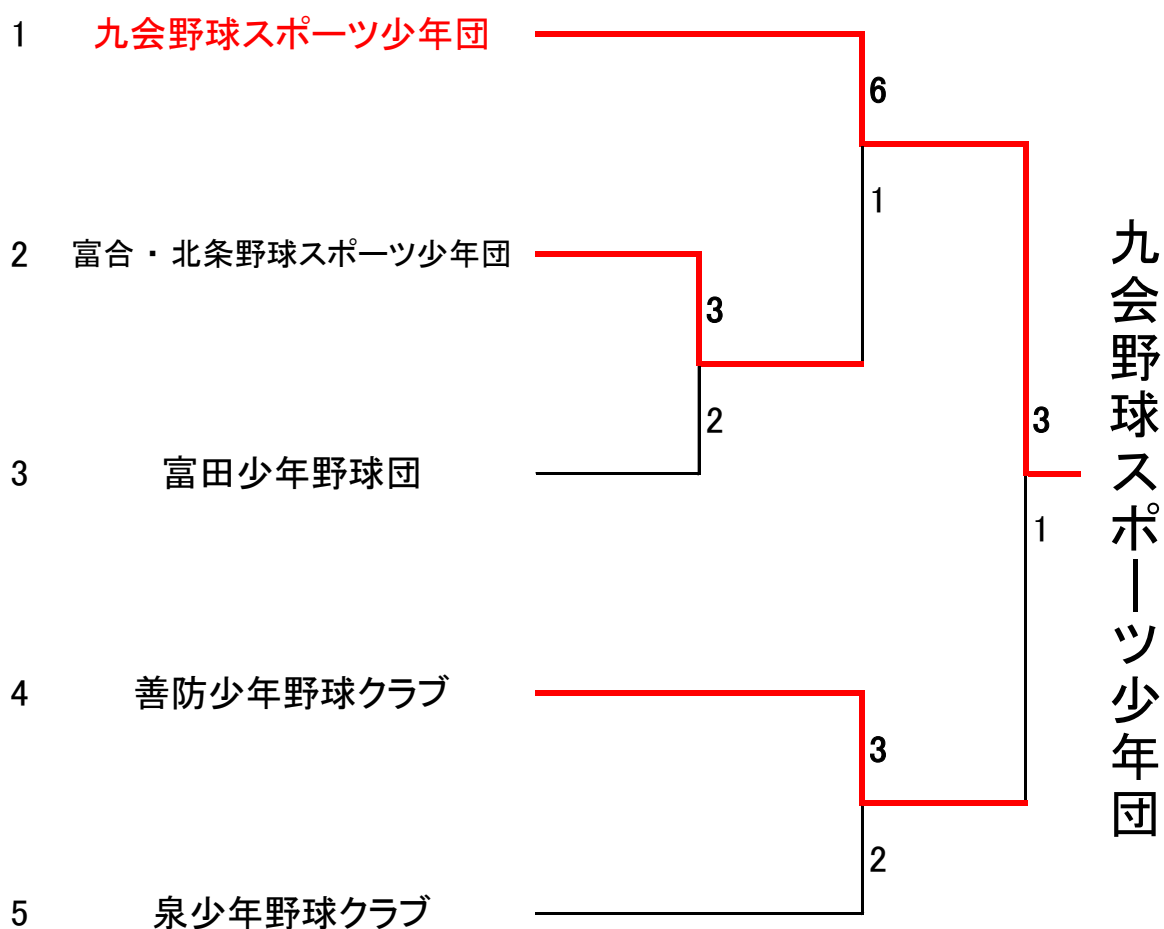 1 九会野球スポーツ少年団
6
1
2 富合・北条野球スポーツ少年団
3
2
3 富田少年野球団
3
1
4 善防少年野球クラブ
3
2
5 泉少年野球クラブ
九会野球スポーツ少年団